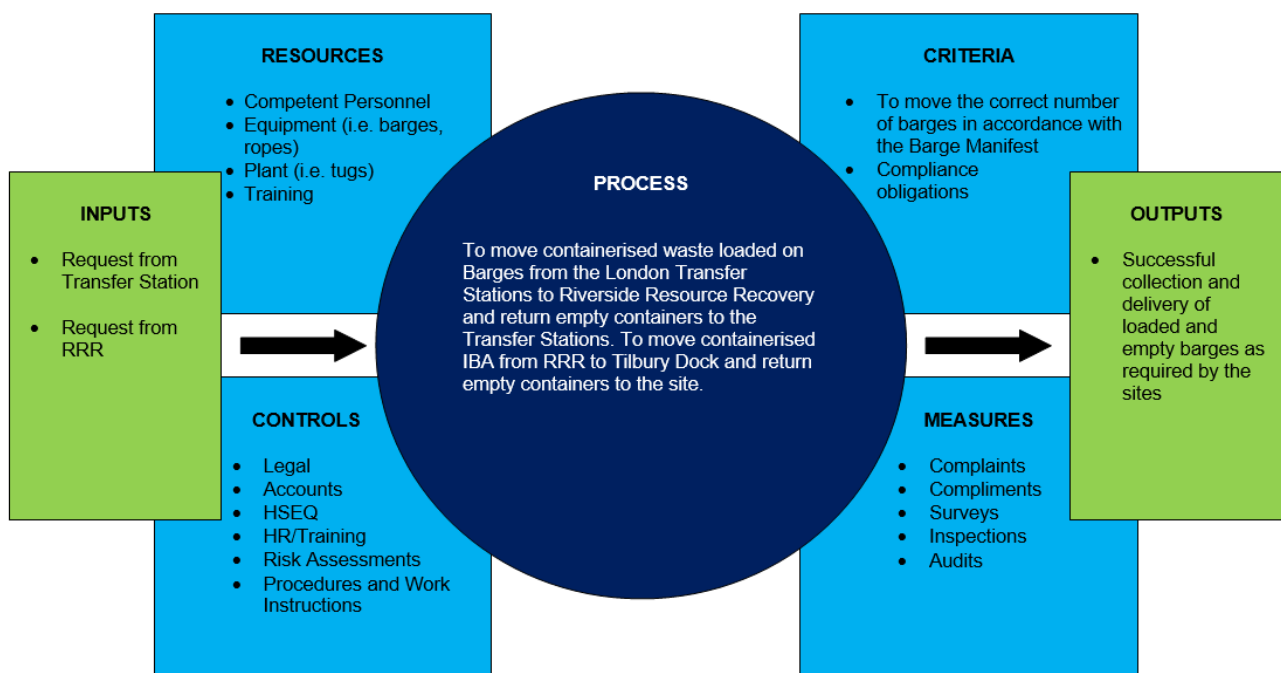 RESOURCES
• Competent Personnel
• Equipment (i.e. barges,
ropes)
• Plant (i.e. tugs)
• Training
CRITERIA
• To move the correct number
of barges in accordance with
the Barge Manifest
• Compliance
obligations
INPUTS
• Request from
Transfer Station
• Request from
RRR
PROCESS
To move containerised waste loaded on
Barges from the London Transfer
Stations to Riverside Resource Recovery
and return empty containers to the
Transfer Stations. To move containerised
IBA from RRR to Tilbury Dock and return
empty containers to the site.
OUTPUTS
• Successful
collection and
delivery of
loaded and
empty barges as
required by the
sites
CONTROLS
• Legal
• Accounts
• HSEQ
• HR/Training
• Risk Assessments
• Procedures and Work
Instructions
MEASURES
• Complaints
• Compliments
• Surveys
• Inspections
• Audits